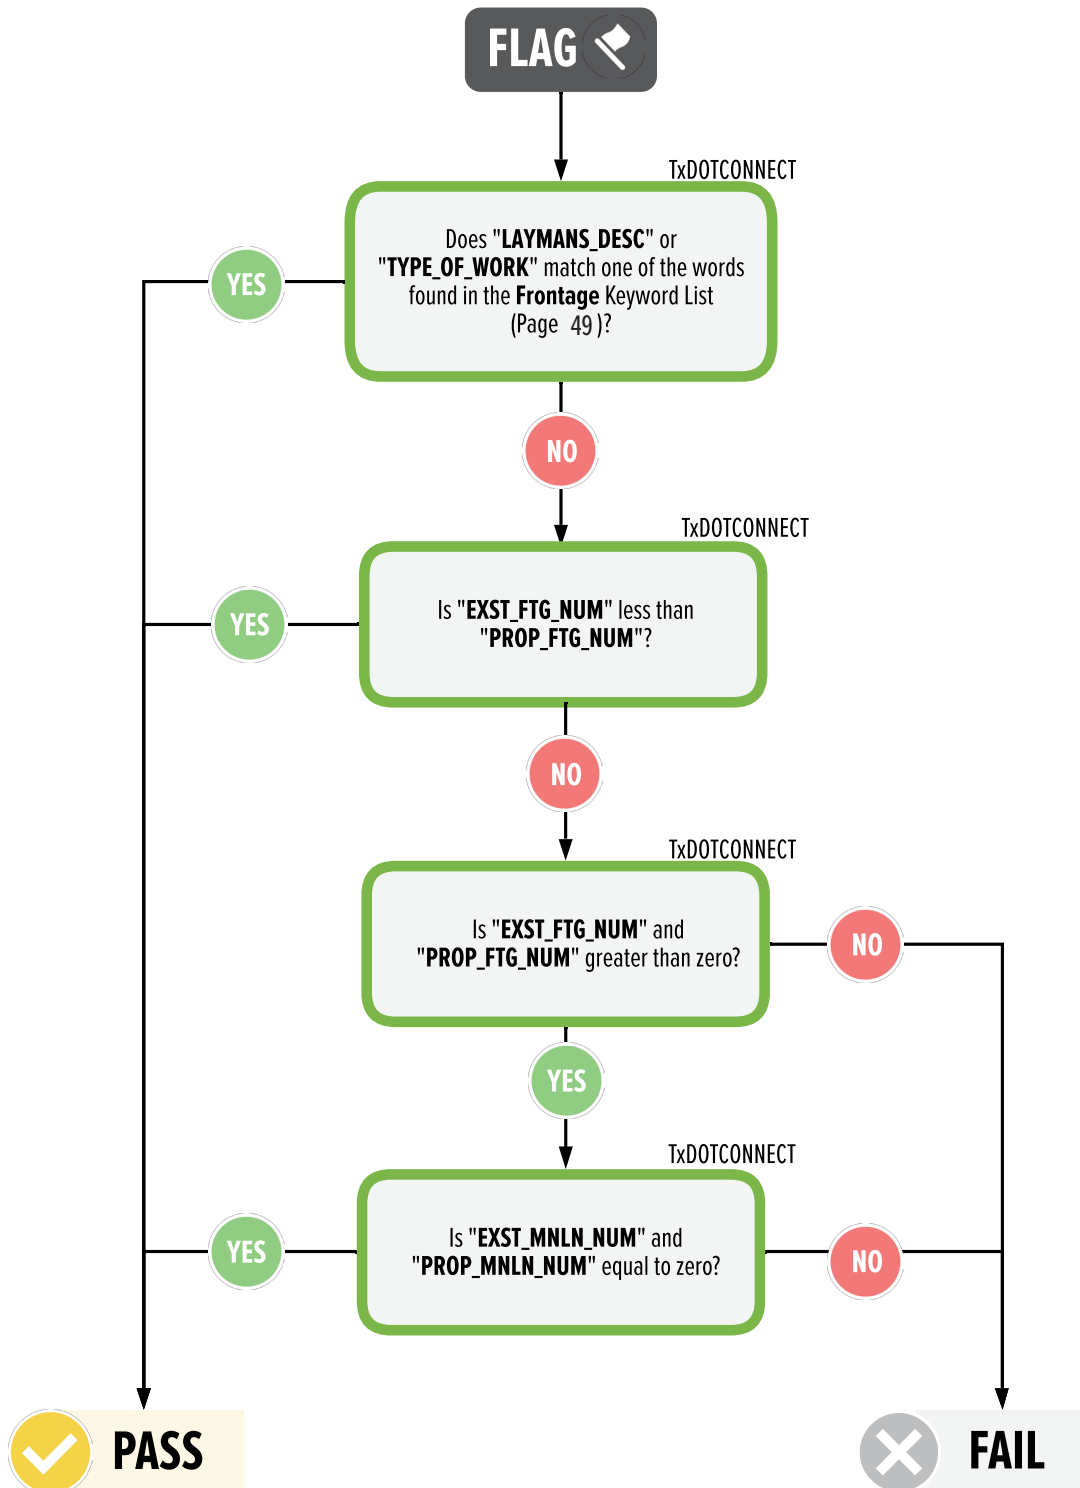 FLAG
TxDOTCONNECT
Does "LAYMANS_DESC" or
"TYPE_OF_WORK" match one of the words
found in the Frontage Keyword List
(Page 49)?
YES
NO
TxDOTCONNECT
Is "EXST_FTG_NUM" less than
"PROP_FTG_NUM"?
YES
NO
TxDOTCONNECT
Is "EXST_FTG_NUM" and
"PROP_FTG_NUM" greater than zero?
NO
YES
TxDOTCONNECT
Is "EXST_MNLN_NUM" and
"PROP_MNLN_NUM" equal to zero?
YES
NO
PASS
FAIL